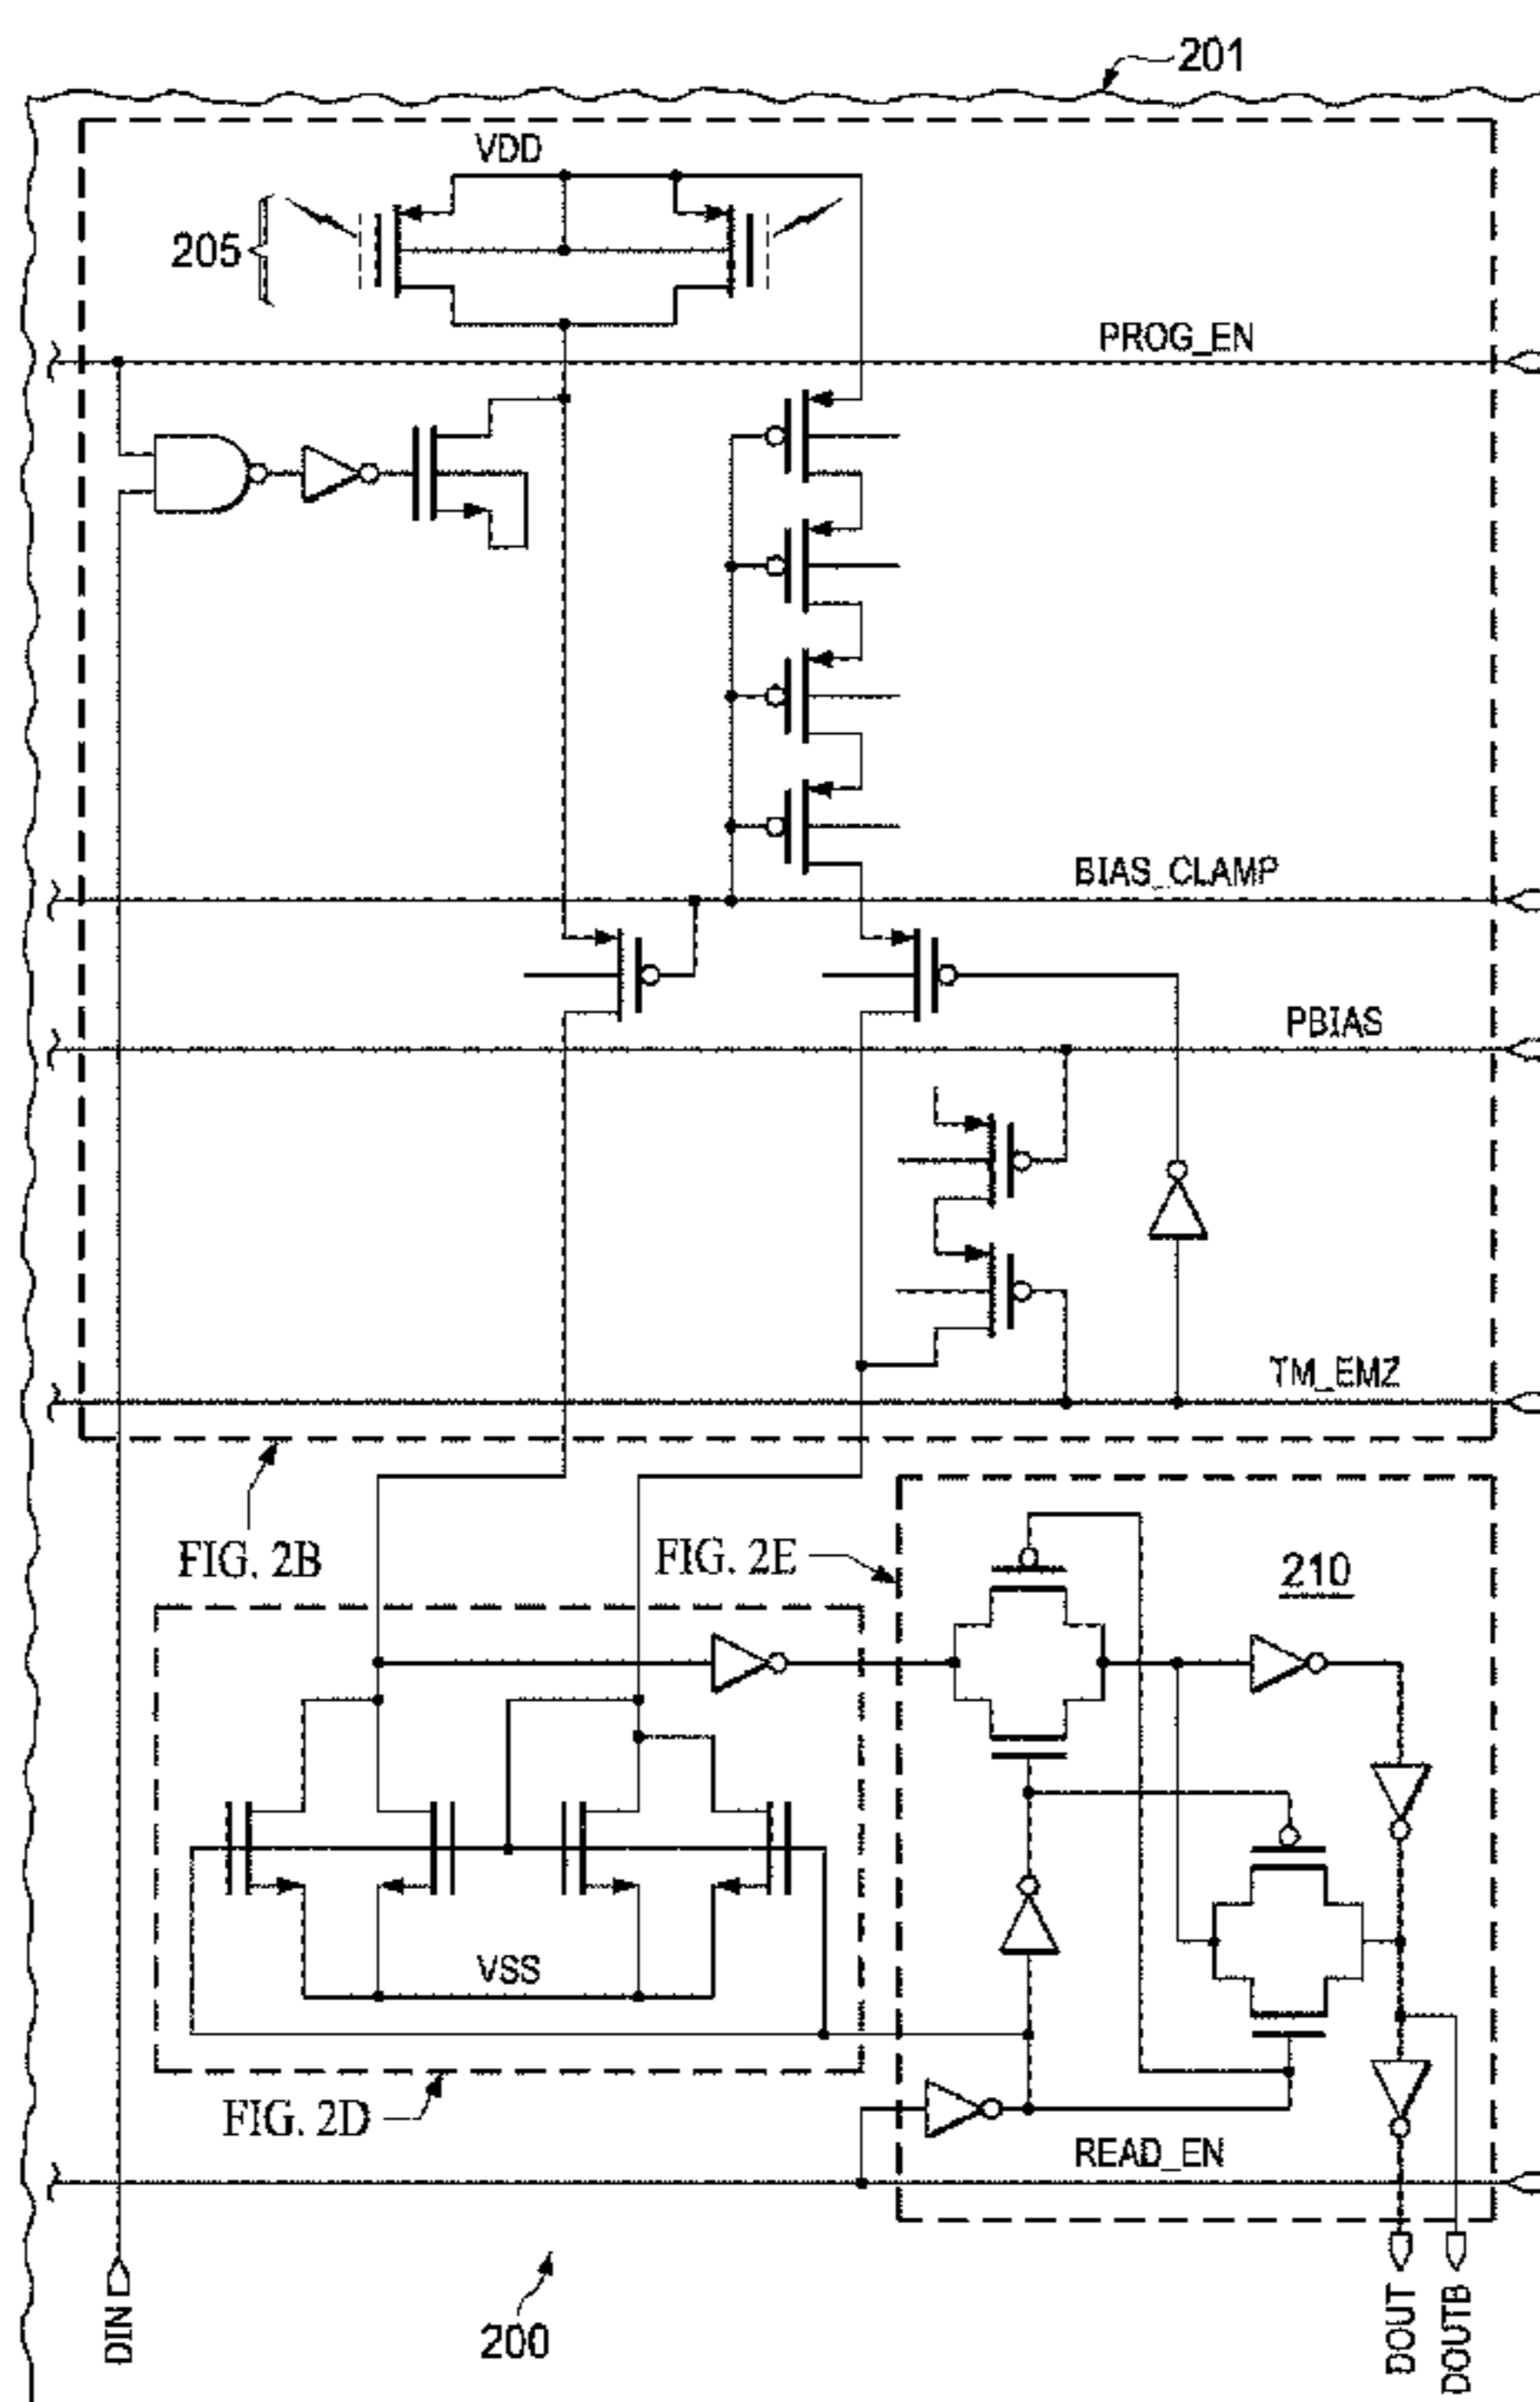 201
VDD
205
PROG_EN
BIAS_CLAMP
PBIAS
TM_EMZ
FIG. 2B
FIG. 2E
210
VSS
FIG. 2D
READ_EN
200
DIN
DOUT
DOUTB